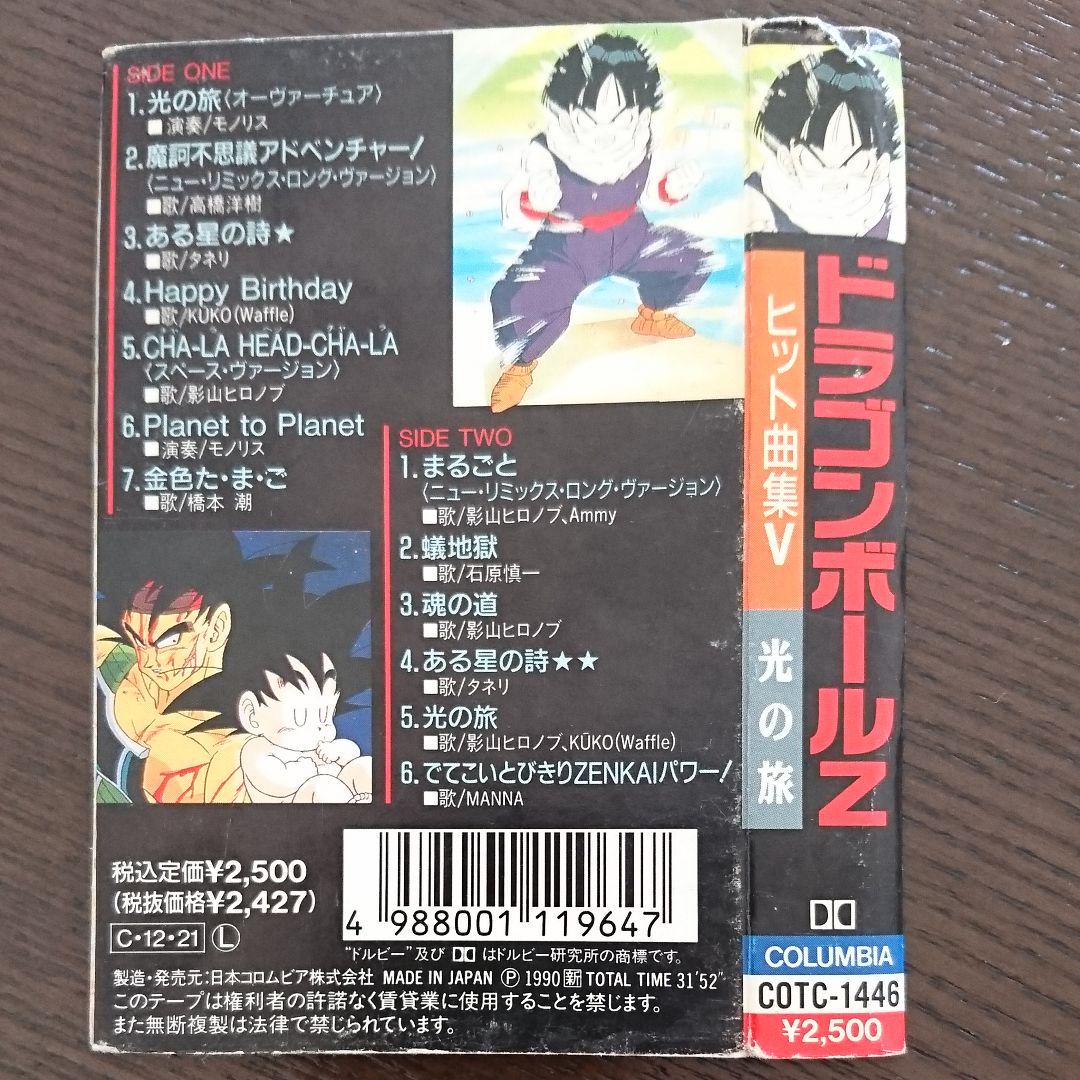 SIDE ONE
1.光の旅〈オーヴァーチュア〉
■演奏/モノリス
2.魔訶不思議アドベンチャー!
〈ニュー・リミックス・ロング・ヴァージョン〉
■歌/高橋洋樹
3.ある星の詩★
■歌/タネリ
4.Happy Birthday
■歌/KŪKO(Waffle)
5.CHA-LA HEAD-CHA-LA
〈スペース・ヴァージョン〉
■歌/影山ヒロノブ
6.Planet to Planet
■演奏/モノリス
7.金色た・ま・ご
■歌/橋本 潮
SIDE TWO
1.まるごと
〈ニュー・リミックス・ロング・ヴァージョン〉
■歌/影山ヒロノブ、Ammy
2.蟻地獄
■歌/石原慎一
3.魂の道
■歌/影山ヒロノブ
4.ある星の詩★★
■歌/タネリ
5.光の旅
■歌/影山ヒロノブ、KŪKO(Waffle)
6.でてこいとびきりZENKAIパワー!
■歌/MANNA
税込定価¥2,500
(税抜価格¥2,427)
C・12・21 Ⓛ
4 988001 119647
"ドルビー"及び はドルビー研究所の商標です。
製造・発売元:日本コロムビア株式会社 MADE IN JAPAN Ⓟ 1990 新 TOTAL TIME 31'52"
このテープは権利者の許諾なく賃貸業に使用することを禁じます。
また無断複製は法律で禁じられています。
ドラゴンボールZ
ヒット曲集V
光の旅
COLUMBIA
COTC-1446
¥2,500